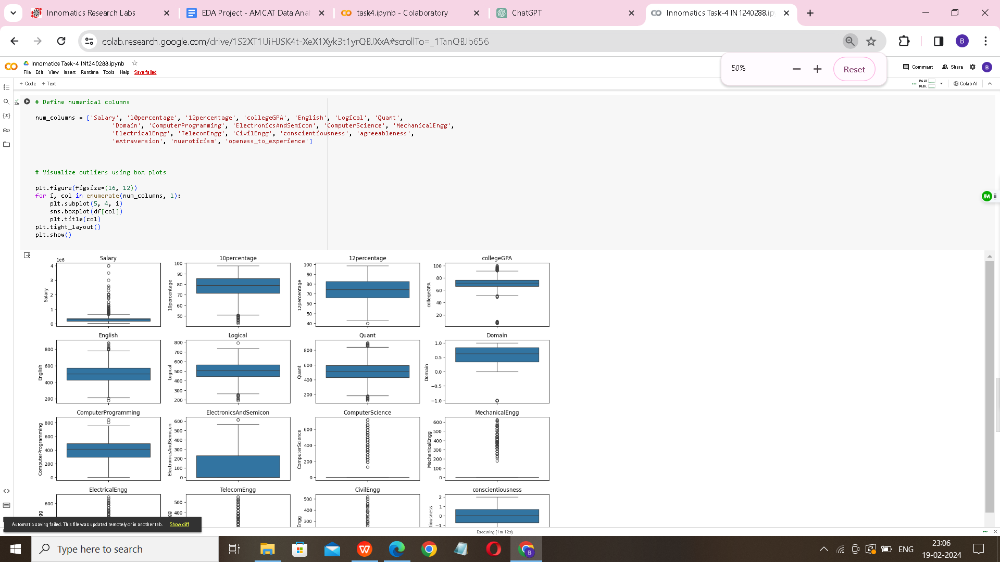 Innomatics Research Labs
EDA Project - AMCAT Data Anal
task4.ipynb - Colaboratory
ChatGPT
Innomatics Task-4 IN1240288.ip
colab.research.google.com/drive/1S2XT1UiHJSK4t-XeX1Xyk3t1yrQBJXxA#scrollTo=_1TanQBJb656
B
Innomatics Task-4 IN1240288.ipynb
File Edit View Insert Runtime Tools Help Save failed
50%
Reset
Comment
Share
B
+ Code + Text
RAM
Disk
Colab AI
# Define numerical columns
num_columns = ['Salary', '10percentage', '12percentage', 'collegeGPA', 'English', 'Logical', 'Quant',
'Domain', 'ComputerProgramming', 'ElectronicsAndSemicon', 'ComputerScience', 'MechanicalEngg',
'ElectricalEngg', 'TelecomEngg', 'CivilEngg', 'conscientiousness', 'agreeableness',
'extraversion', 'nueroticism', 'openess_to_experience']
# Visualize outliers using box plots
plt.figure(figsize=(16, 12))
for i, col in enumerate(num_columns, 1):
plt.subplot(5, 4, i)
sns.boxplot(df[col])
plt.title(col)
plt.tight_layout()
plt.show()
Salary
1e6
4
3
2
1
0
Salary
10percentage
100
90
80
70
60
50
10percentage
12percentage
100
90
80
70
60
50
40
12percentage
collegeGPA
100
80
60
40
20
collegeGPA
English
800
600
400
200
English
Logical
800
700
600
500
400
300
200
Logical
Quant
800
600
400
200
Quant
Domain
1.0
0.5
0.0
−0.5
−1.0
Domain
ComputerProgramming
800
600
400
200
0
ComputerProgramming
ElectronicsAndSemicon
600
500
400
300
200
100
0
ElectronicsAndSemicon
ComputerScience
600
400
200
0
ComputerScience
MechanicalEngg
600
500
400
300
200
100
0
MechanicalEngg
ElectricalEngg
600
TelecomEngg
500
400
CivilEngg
500
400
300
Engg
conscientiousness
2
1
0
−1
Automatic saving failed. This file was updated remotely or in another tab. Show diff
Executing (1m 12s)
Type here to search
ENG
23:06
19-02-2024